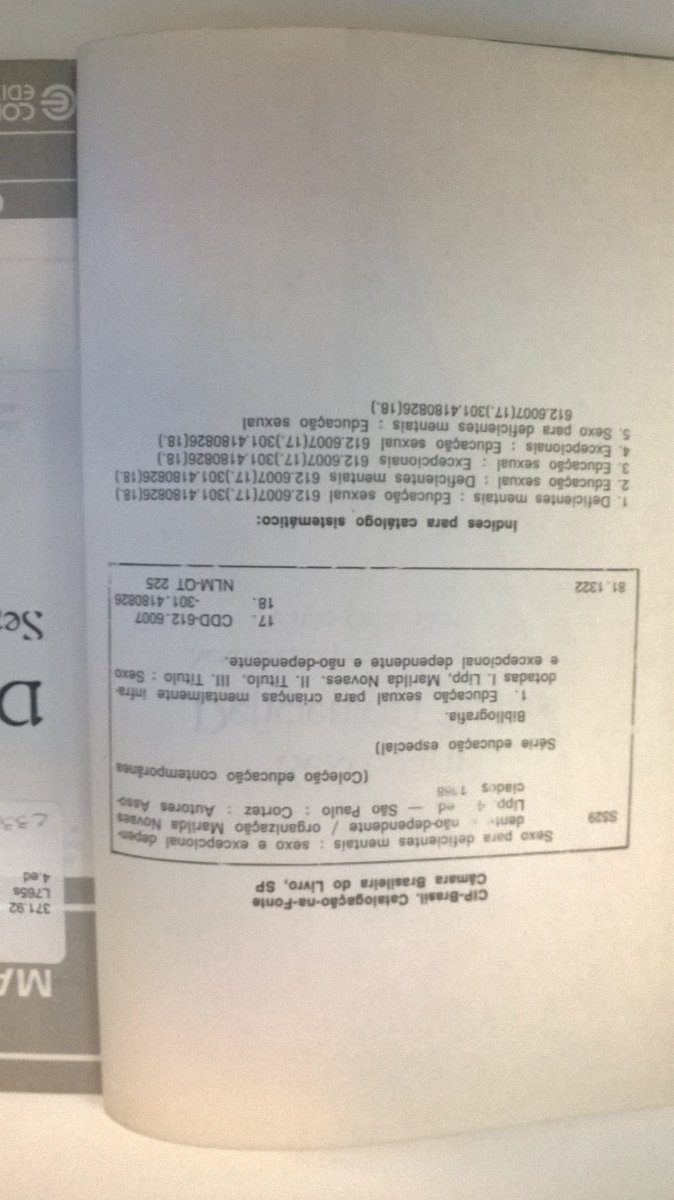 CIP-Brasil. Catalogação-na-Fonte
Câmara Brasileira do Livro, SP
Sexo para deficientes mentais : sexo e excepcional depen-
S529
dente não-dependente / organização Marilda Novaes
Lipp. 4 ed — São Paulo : Cortez : Autores Asso-
ciados 1988
(Coleção educação contemporânea
Série educação especial)
Bibliografia.
1. Educação sexual para crianças mentalmente infra-
dotadas I. Lipp, Marilda Novaes. II. Título. III. Título : Sexo
e excepcional dependente e não-dependente.
17. CDD-612.6007
18. -301.4180826
81.1322 NLM-QT 225
Índices para catálogo sistemático:
1. Deficientes mentais : Educação sexual 612.6007(17.)301.4180826(18.)
2. Educação sexual : Deficientes mentais 612.6007(17.)301.4180826(18.)
3. Educação sexual : Excepcionais 612.6007(17.)301.4180826(18.)
4. Excepcionais : Educação sexual 612.6007(17.)301.4180826(18.)
5. Sexo para deficientes mentais : Educação sexual
612.6007(17.)301.4180826(18.)
MA
371.92
L765s
4.ed
D
Se
CO
EDI